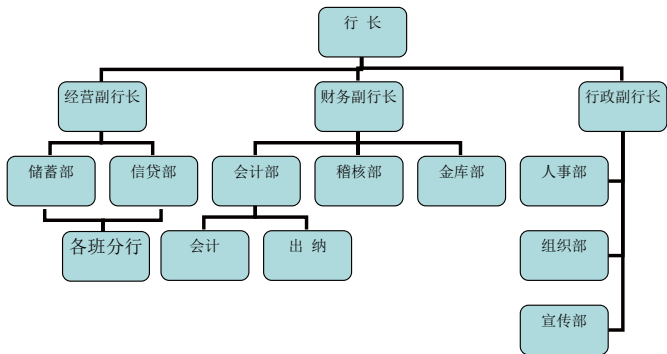 行 长
经营副行长
财务副行长
行政副行长
储蓄部
信贷部
会计部
稽核部
金库部
人事部
各班分行
会计
出 纳
组织部
宣传部